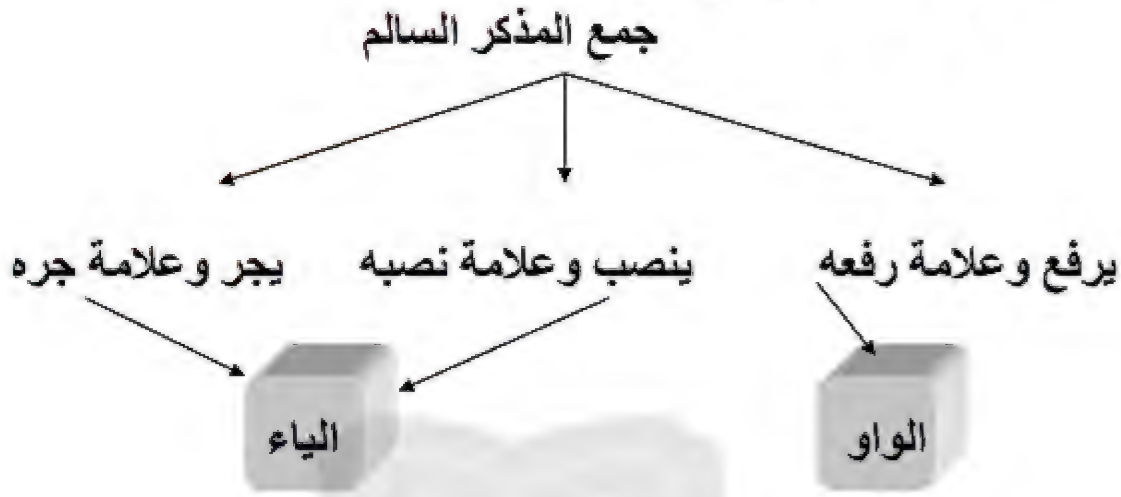 جمع المذكر السالم
يرفع وعلامة رفعه
ينصب وعلامة نصبه
يجر وعلامة جره
الواو
الياء